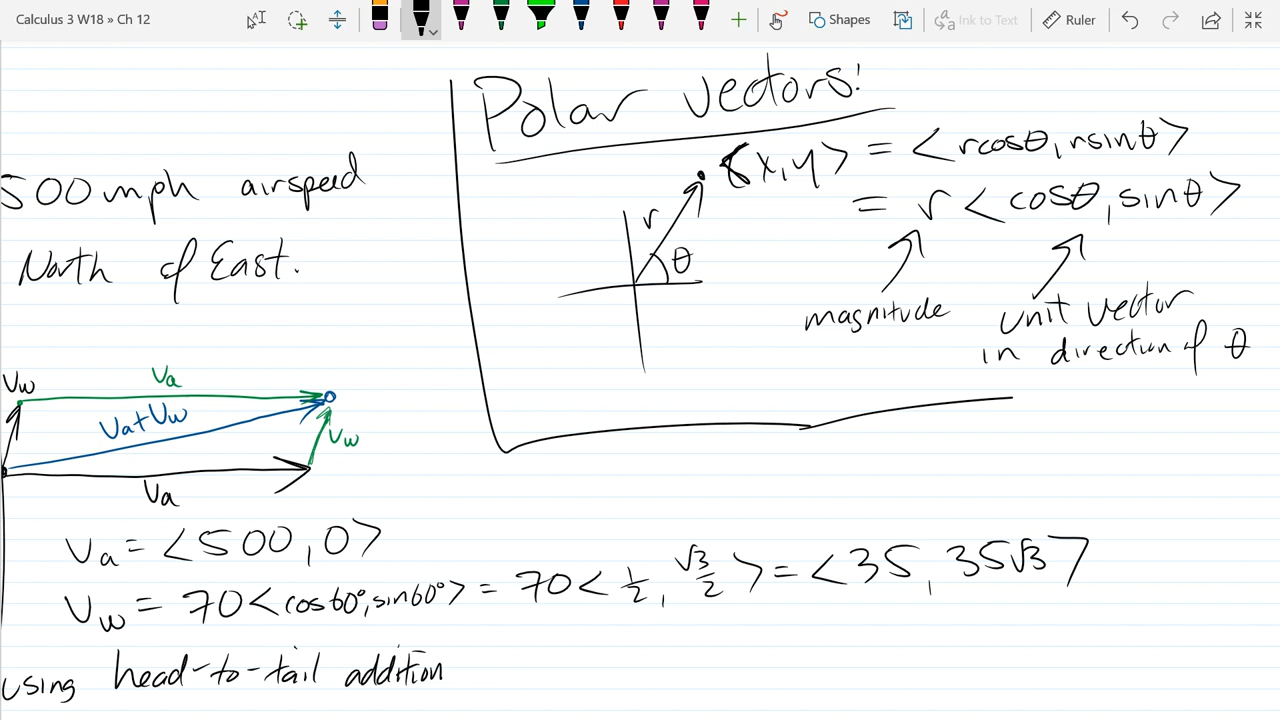 Calculus 3 W18 » Ch 12
Shapes
Ink to Text
Ruler
Polar vectors:
500 mph airspeed
North of East.
<x,y> = <rcosθ, rsinθ>
= r <cosθ, sinθ>
r
θ
magnitude
unit vector
in direction of θ
Vw
Va
Va+Vw
Vw
Va
Va = <500, 0>
Vw = 70<cos60°, sin60°> = 70<1/2, √3/2> = <35, 35√3>
using head-to-tail addition